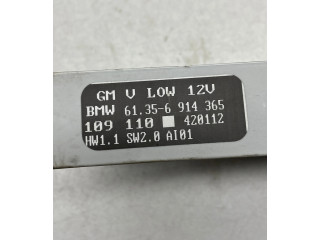 GM V LOW 12V
BMW 61.35-6 914 365
109 110 420112
HW1.1 SW2.0 AI01